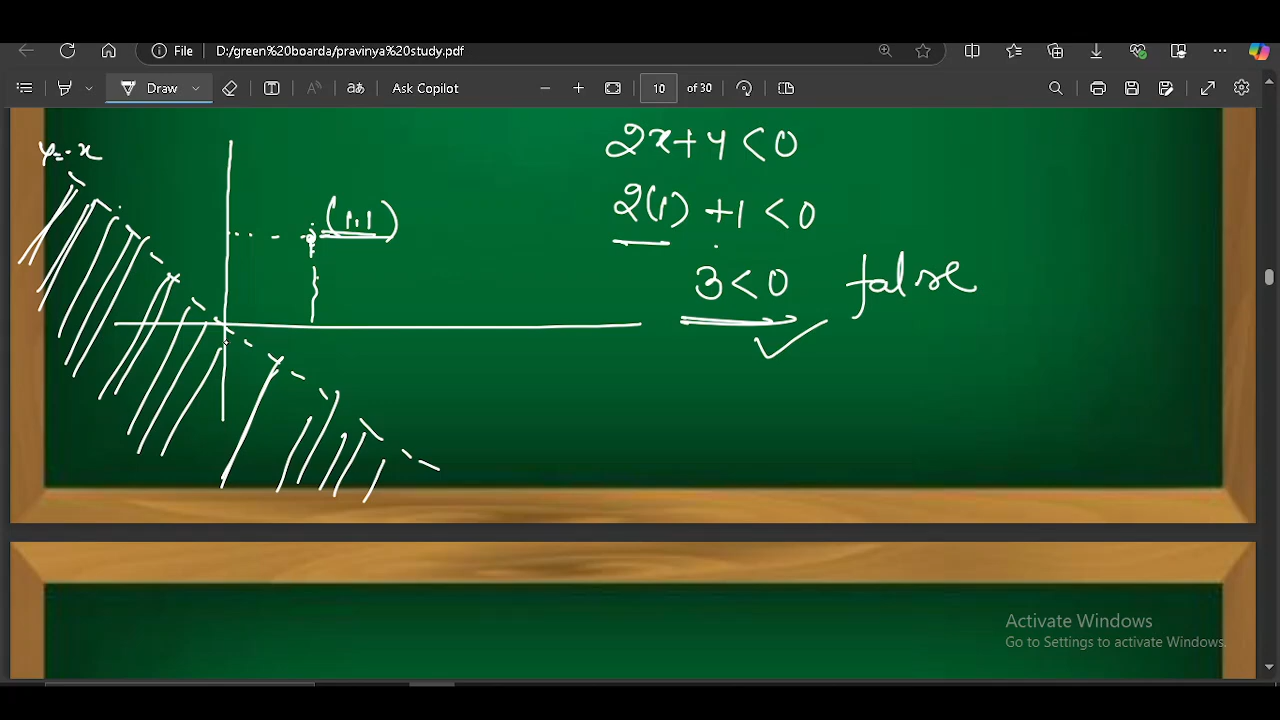 File D:/green%20boarda/pravinya%20study.pdf
Draw Ask Copilot 10 of 30
2x+y<0
y=-x
(1,1)
2(1)+1<0
3<0 false
Activate Windows
Go to Settings to activate Windows.